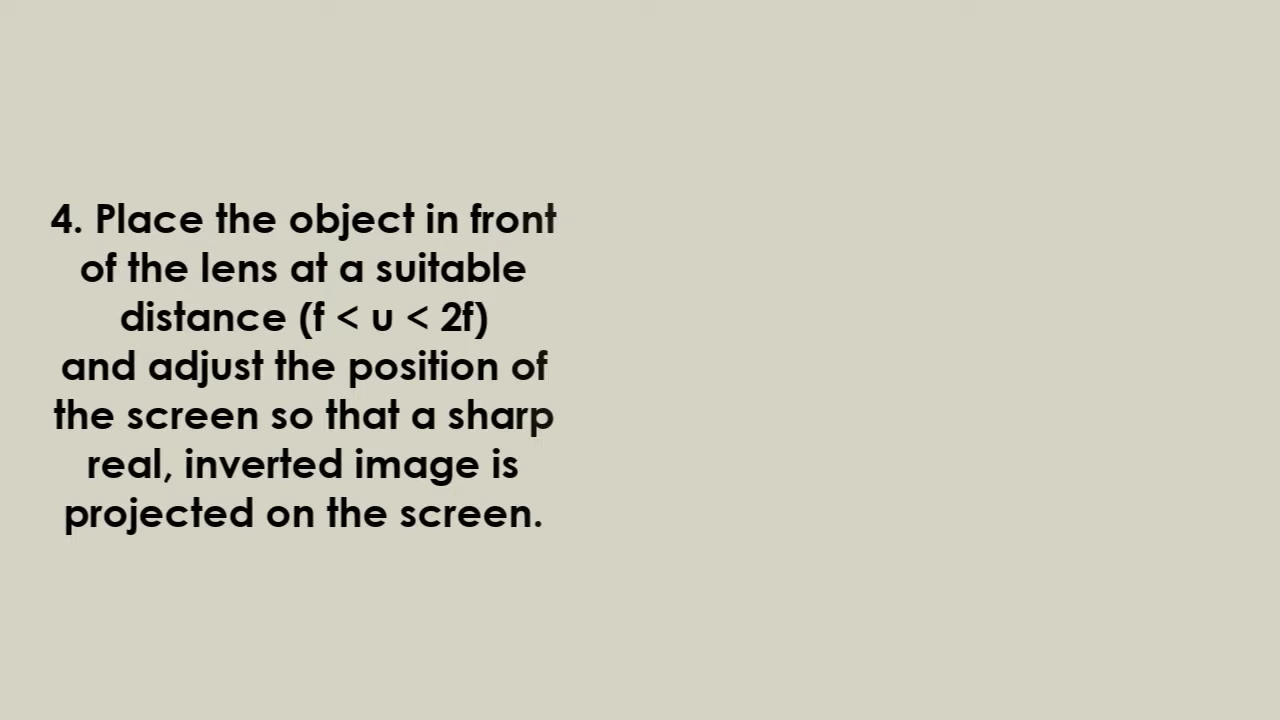 4. Place the object in front
of the lens at a suitable
distance (f < u < 2f)
and adjust the position of
the screen so that a sharp
real, inverted image is
projected on the screen.